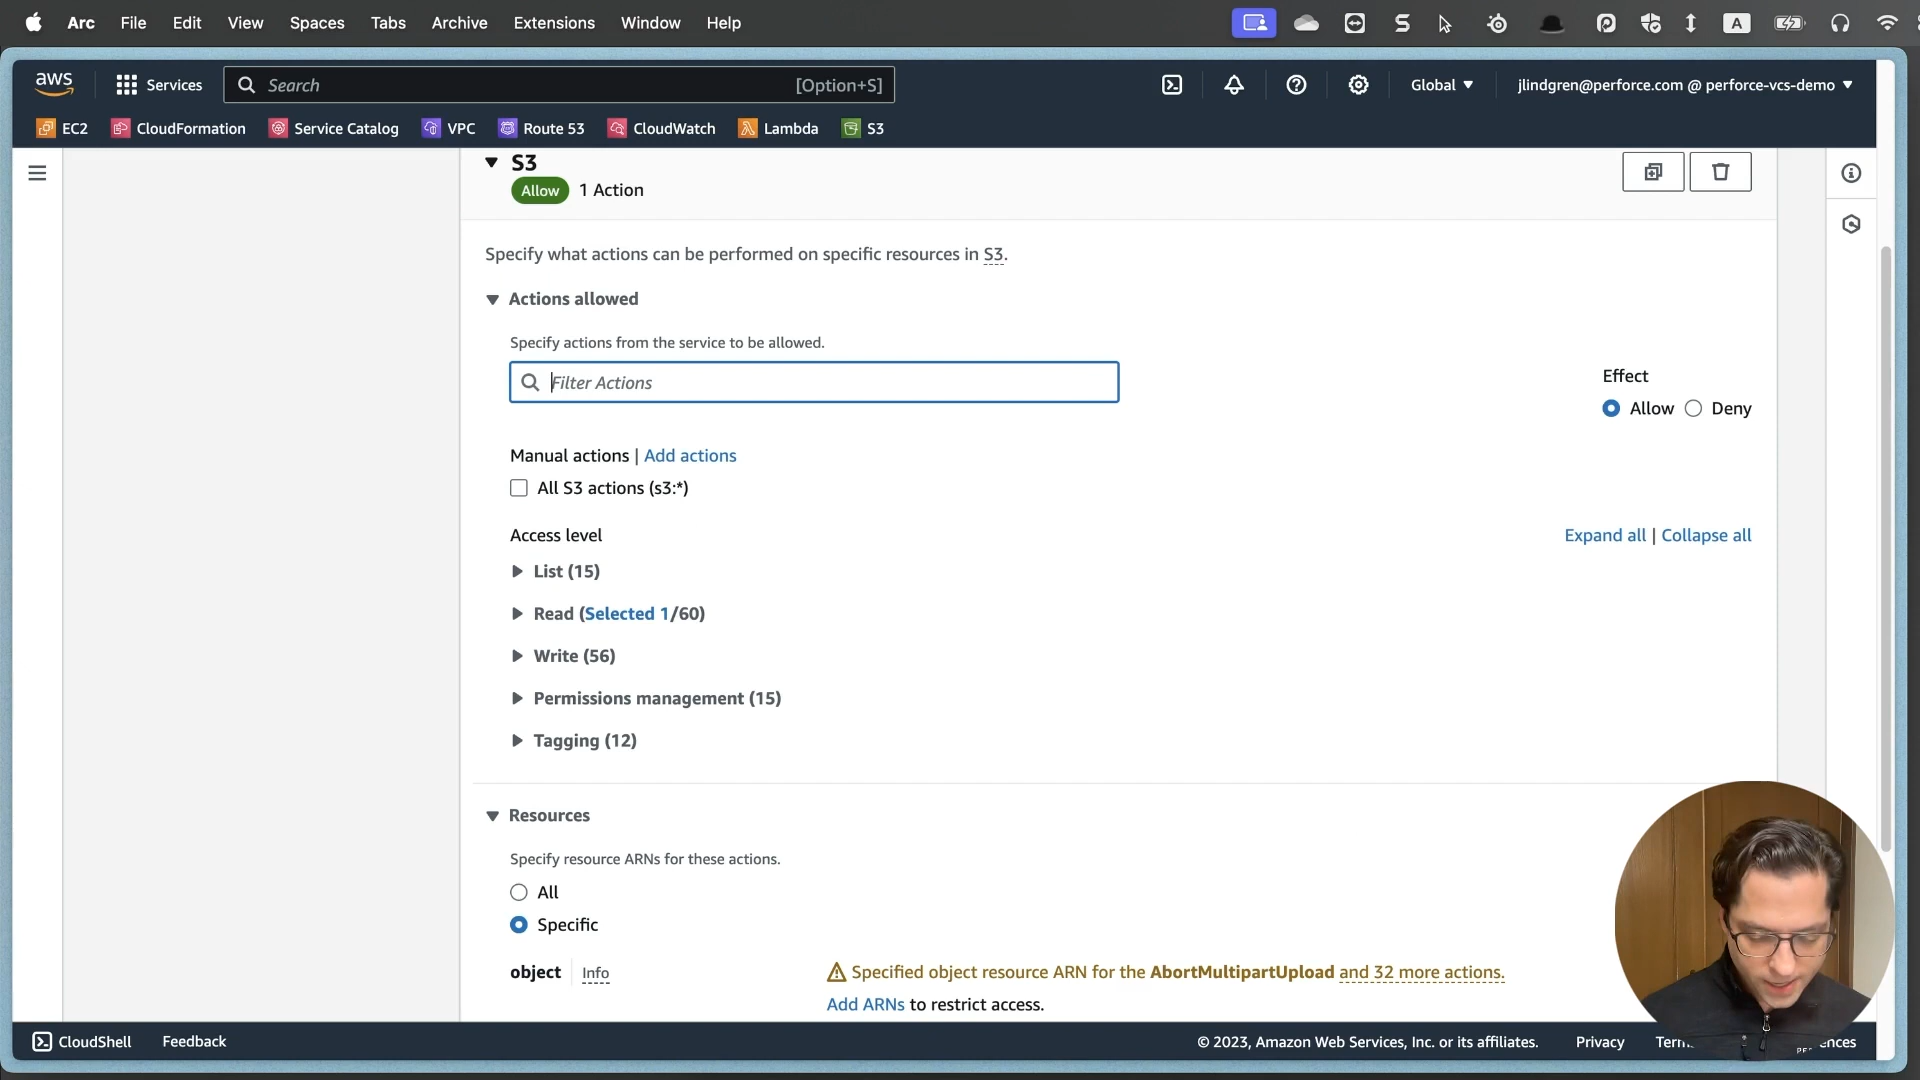 Arc File Edit View Spaces Tabs Archive Extensions Window Help A
aws Services Search [Option+S] Global jlindgren@perforce.com @ perforce-vcs-demo
EC2 CloudFormation Service Catalog VPC Route 53 CloudWatch Lambda S3
S3
Allow 1 Action
Specify what actions can be performed on specific resources in S3.
Actions allowed
Specify actions from the service to be allowed.
Filter Actions
Effect
Allow Deny
Manual actions | Add actions
All S3 actions (s3:*)
Access level Expand all | Collapse all
List (15)
Read (Selected 1/60)
Write (56)
Permissions management (15)
Tagging (12)
Resources
Specify resource ARNs for these actions.
All
Specific
object Info Specified object resource ARN for the AbortMultipartUpload and 32 more actions.
Add ARNs to restrict access.
CloudShell Feedback © 2023, Amazon Web Services, Inc. or its affiliates. Privacy